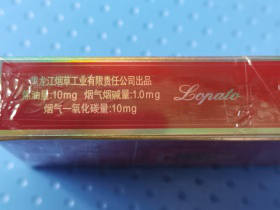 黑龙江烟草工业有限责任公司出品
焦油量:10mg 烟气烟碱量:1.0mg
烟气一氧化碳量:10mg
Lopato